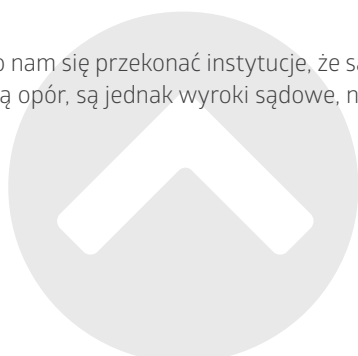 nam się przekonać instytucje, że
ą opór, są jednak wyroki sądowe, n